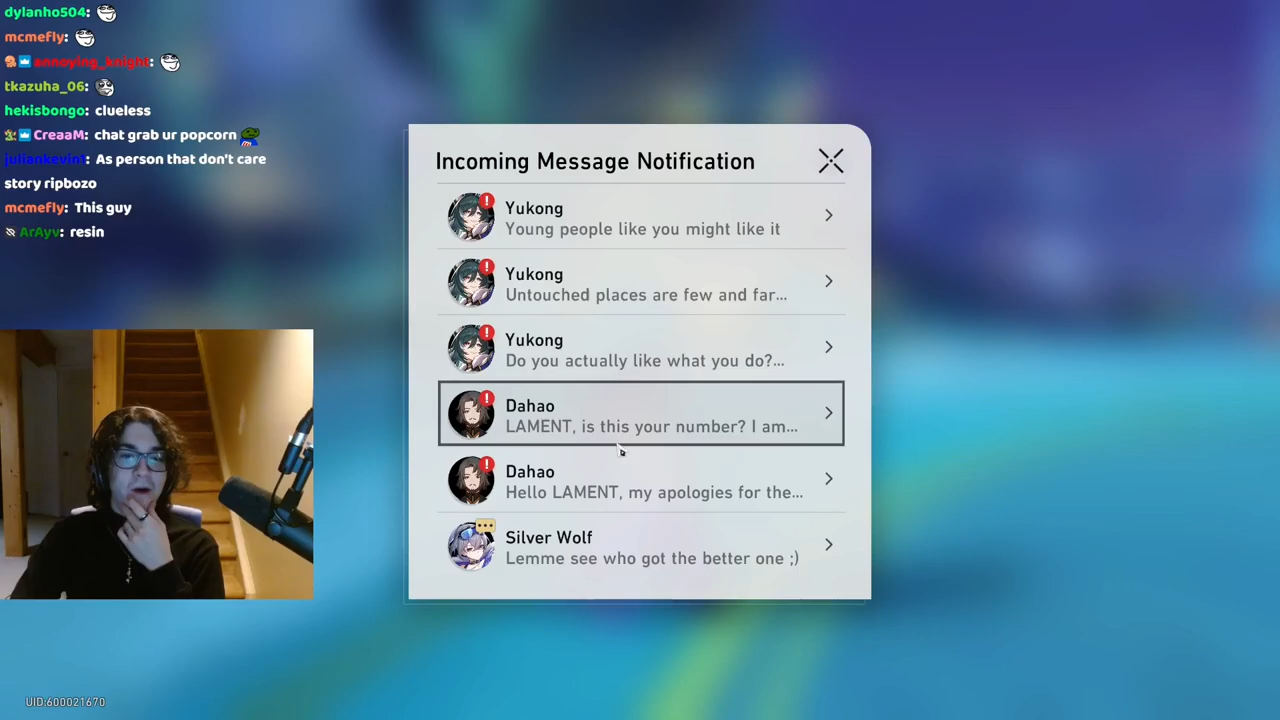 dylanho504:
mcmefly:
annoying_knight:
tkazuha_06:
hekisbongo: clueless
CreaaM: chat grab ur popcorn
juliankevin1: As person that don't care
story ripbozo
mcmefly: This guy
ArAyv: resin
Incoming Message Notification
Yukong
Young people like you might like it
Yukong
Untouched places are few and far...
Yukong
Do you actually like what you do?...
Dahao
LAMENT, is this your number? I am...
Dahao
Hello LAMENT, my apologies for the...
Silver Wolf
Lemme see who got the better one ;)
UID:600021670